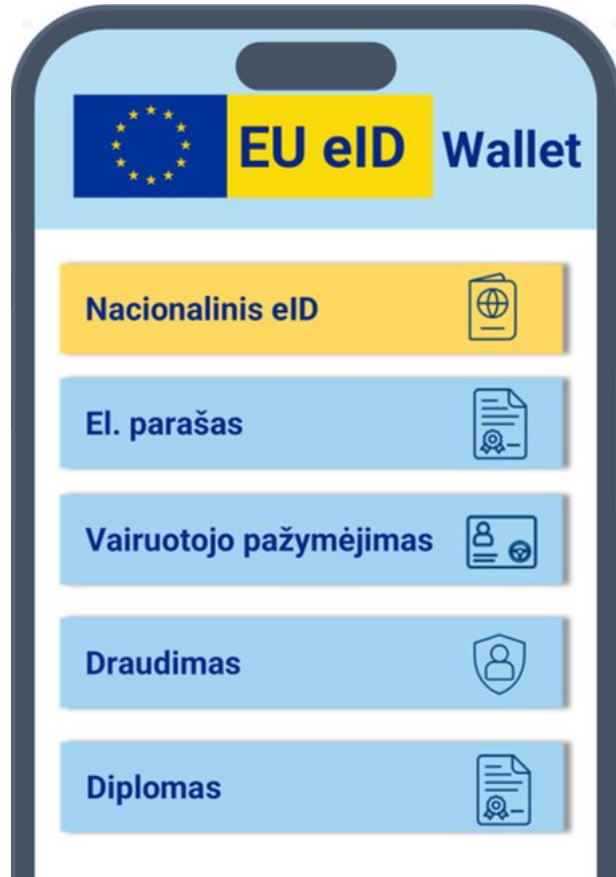 EU eID Wallet
Nacionalinis eID
El. parašas
Vairuotojo pažymėjimas
Draudimas
Diplomas